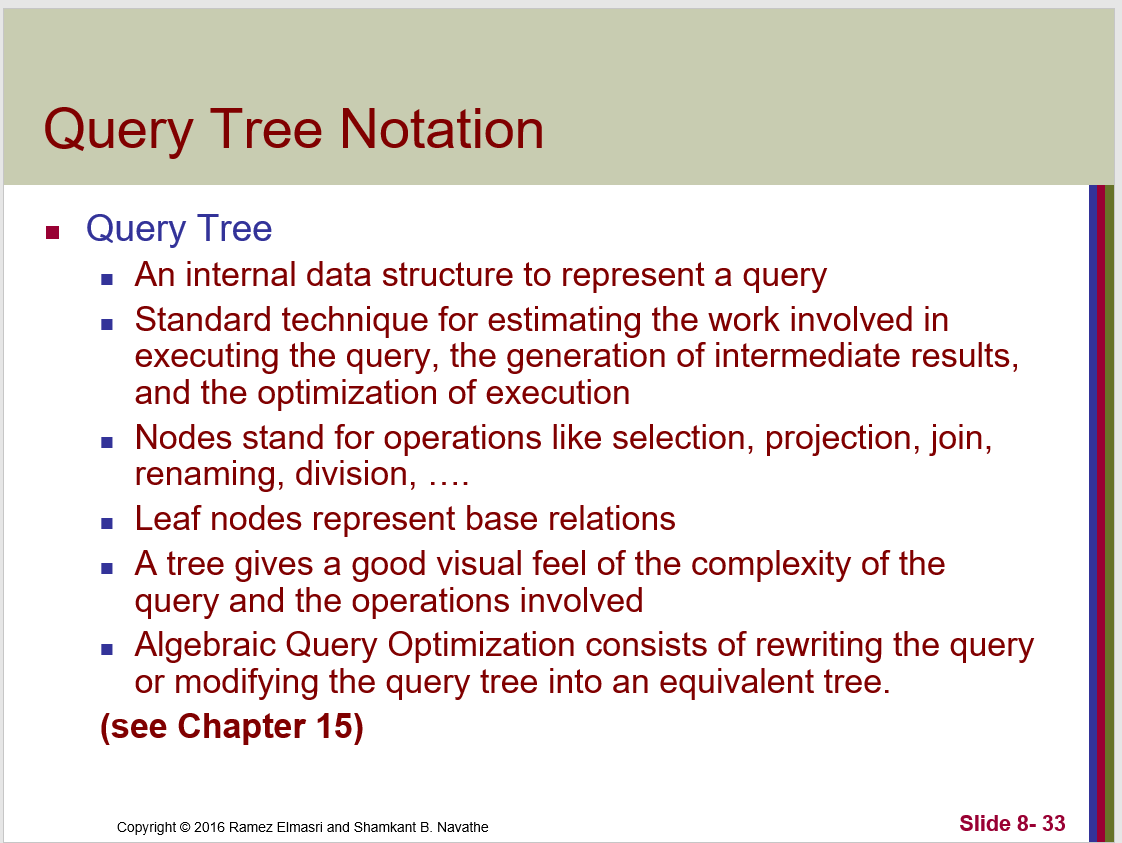 Query Tree Notation
Query Tree
An internal data structure to represent a query
Standard technique for estimating the work involved in
executing the query, the generation of intermediate results,
and the optimization of execution
Nodes stand for operations like selection, projection, join,
renaming, division, ….
Leaf nodes represent base relations
A tree gives a good visual feel of the complexity of the
query and the operations involved
Algebraic Query Optimization consists of rewriting the query
or modifying the query tree into an equivalent tree.
(see Chapter 15)
Copyright © 2016 Ramez Elmasri and Shamkant B. Navathe
Slide 8- 33